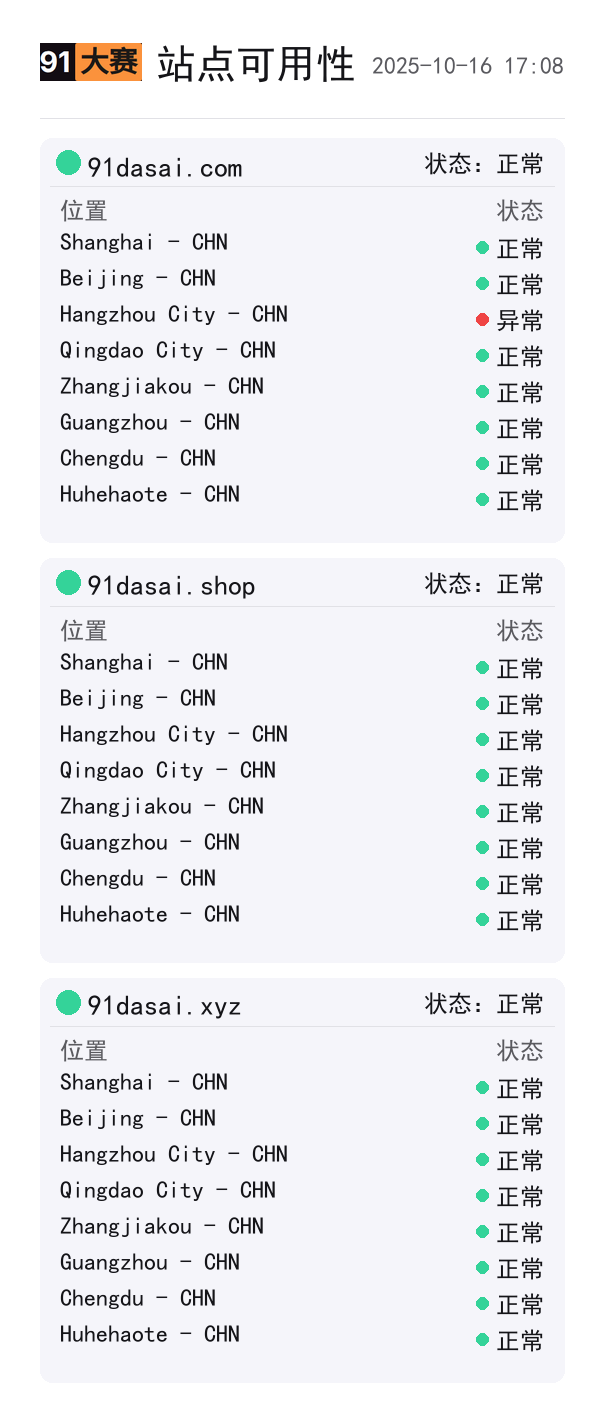 91大赛 站点可用性 2025-10-16 17:08
91dasai.com 状态: 正常
位置 状态
Shanghai - CHN 正常
Beijing - CHN 正常
Hangzhou City - CHN 异常
Qingdao City - CHN 正常
Zhangjiakou - CHN 正常
Guangzhou - CHN 正常
Chengdu - CHN 正常
Huhehaote - CHN 正常
91dasai.shop 状态: 正常
位置 状态
Shanghai - CHN 正常
Beijing - CHN 正常
Hangzhou City - CHN 正常
Qingdao City - CHN 正常
Zhangjiakou - CHN 正常
Guangzhou - CHN 正常
Chengdu - CHN 正常
Huhehaote - CHN 正常
91dasai.xyz 状态: 正常
位置 状态
Shanghai - CHN 正常
Beijing - CHN 正常
Hangzhou City - CHN 正常
Qingdao City - CHN 正常
Zhangjiakou - CHN 正常
Guangzhou - CHN 正常
Chengdu - CHN 正常
Huhehaote - CHN 正常